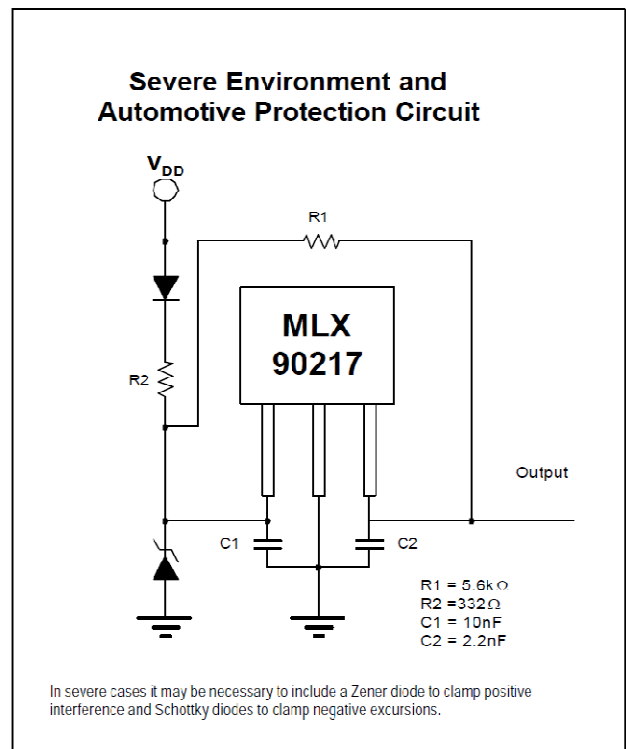 Severe Environment and
Automotive Protection Circuit
VDD
R1
MLX
90217
R2
Output
C1
C2
R1 = 5.6kΩ
R2 =332Ω
C1 = 10nF
C2 = 2.2nF
In severe cases it may be necessary to include a Zener diode to clamp positive
interference and Schottky diodes to clamp negative excursions.